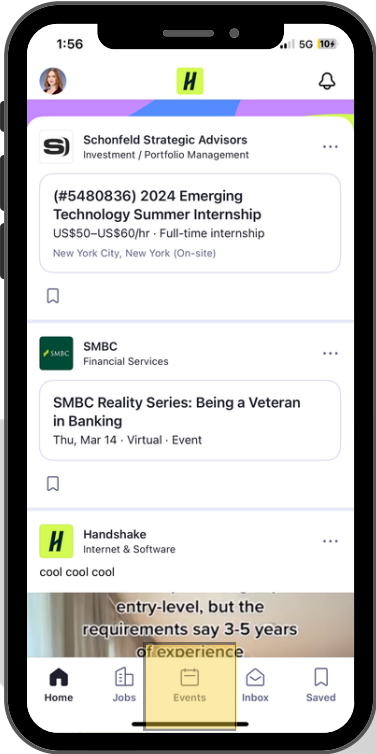 1:56
5G 10
H
Schonfeld Strategic Advisors
Investment / Portfolio Management
(#5480836) 2024 Emerging
Technology Summer Internship
US$50–US$60/hr · Full-time internship
New York City, New York (On-site)
SMBC
SMBC
Financial Services
SMBC Reality Series: Being a Veteran
in Banking
Thu, Mar 14 · Virtual · Event
H
Handshake
Internet & Software
cool cool cool
entry-level, but the
requirements say 3-5 years
of experience
Home
Jobs
Events
Inbox
Saved